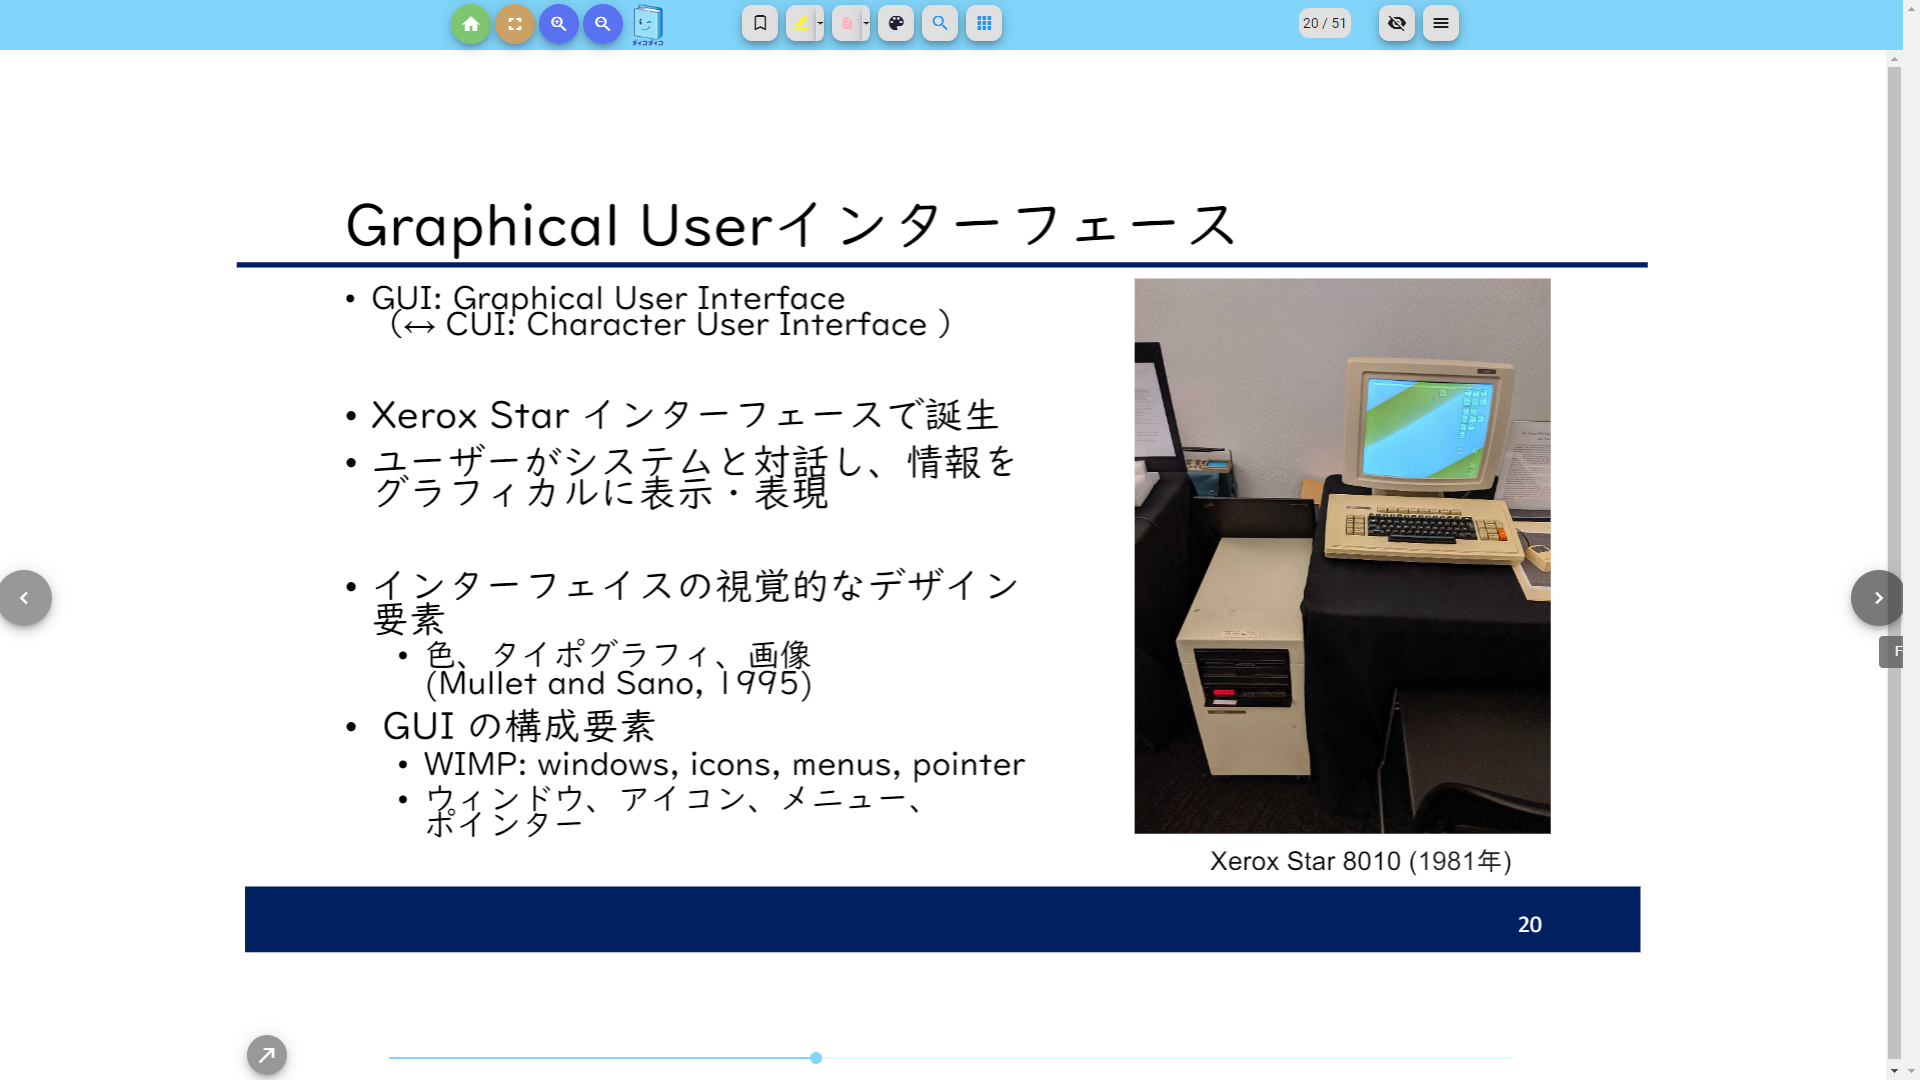 ダイコダイコ
20 / 51
Graphical Userインターフェース
• GUI: Graphical User Interface
（↔ CUI: Character User Interface ）
• Xerox Star インターフェースで誕生
• ユーザーがシステムと対話し、情報を
グラフィカルに表示・表現
• インターフェイスの視覚的なデザイン
要素
• 色、タイポグラフィ、画像
(Mullet and Sano, 1995)
• GUI の構成要素
• WIMP: windows, icons, menus, pointer
• ウィンドウ、アイコン、メニュー、
ポインター
Xerox Star 8010 (1981年)
20
F